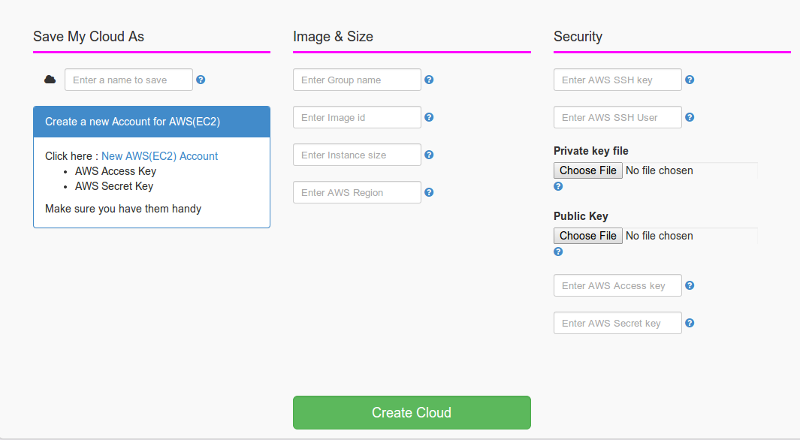 Save My Cloud As
Enter a name to save
Create a new Account for AWS(EC2)
Click here : New AWS(EC2) Account
AWS Access Key
AWS Secret Key
Make sure you have them handy
Image & Size
Enter Group name
Enter Image id
Enter Instance size
Enter AWS Region
Security
Enter AWS SSH key
Enter AWS SSH User
Private key file
Choose File No file chosen
Public Key
Choose File No file chosen
Enter AWS Access key
Enter AWS Secret key
Create Cloud